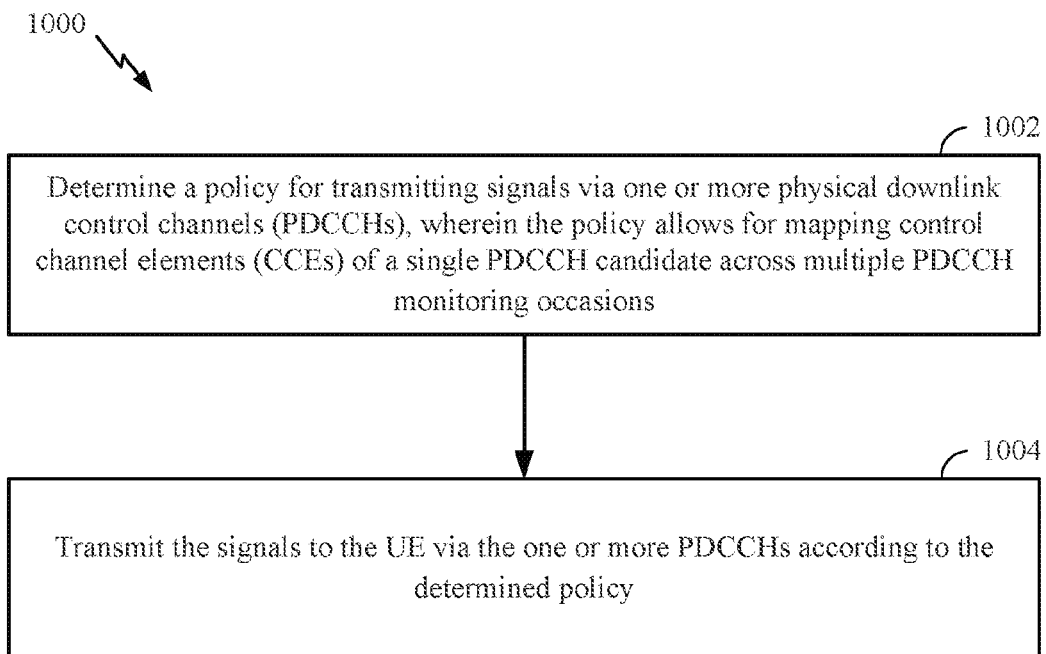 1000
1002
Determine a policy for transmitting signals via one or more physical downlink
control channels (PDCCHs), wherein the policy allows for mapping control
channel elements (CCEs) of a single PDCCH candidate across multiple PDCCH
monitoring occasions
1004
Transmit the signals to the UE via the one or more PDCCHs according to the
determined policy